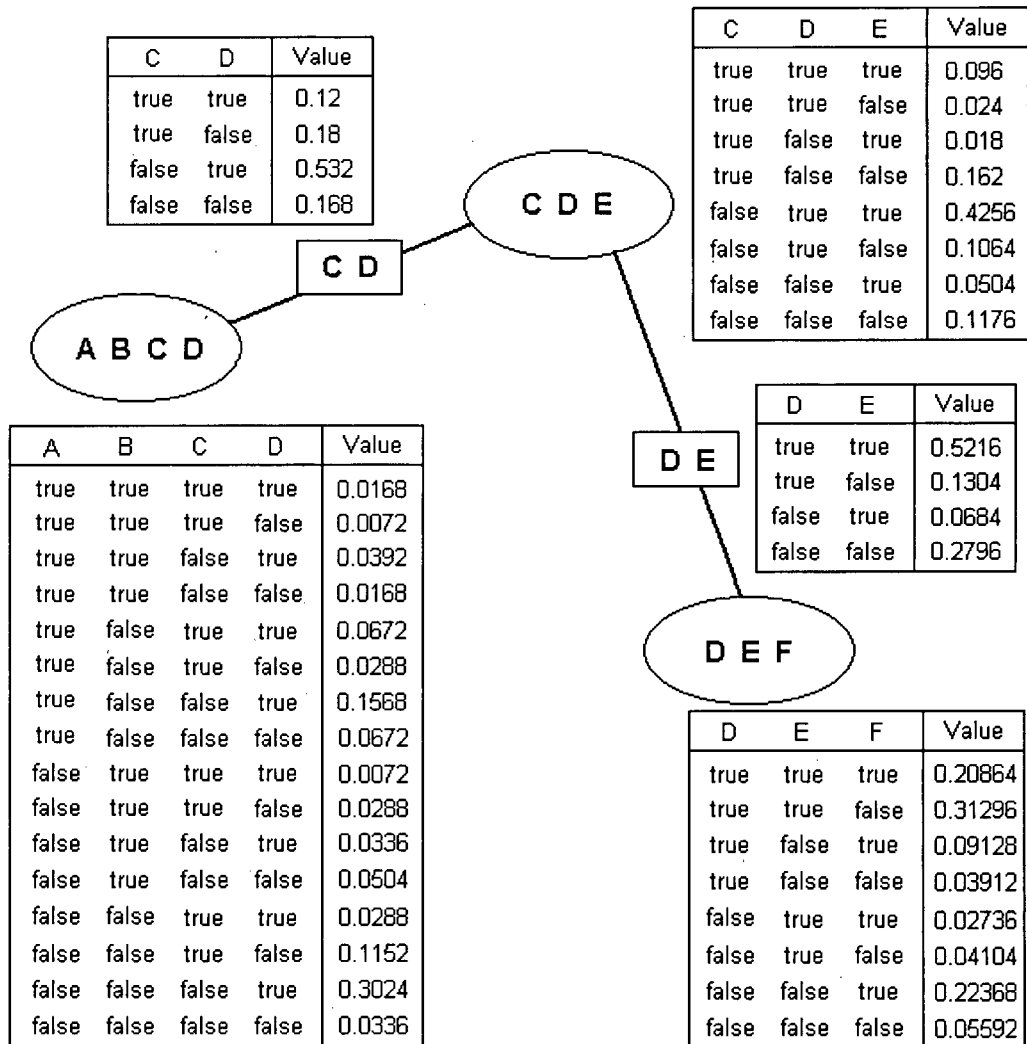 C D Value
true true 0.12
true false 0.18
false true 0.532
false false 0.168
C D E Value
true true true 0.096
true true false 0.024
true false true 0.018
true false false 0.162
false true true 0.4256
false true false 0.1064
false false true 0.0504
false false false 0.1176
C D E
C D
A B C D
D E Value
true true 0.5216
true false 0.1304
false true 0.0684
false false 0.2796
D E
A B C D Value
true true true true 0.0168
true true true false 0.0072
true true false true 0.0392
true true false false 0.0168
true false true true 0.0672
true false true false 0.0288
true false false true 0.1568
true false false false 0.0672
false true true true 0.0072
false true true false 0.0288
false true false true 0.0336
false true false false 0.0504
false false true true 0.0288
false false true false 0.1152
false false false true 0.3024
false false false false 0.0336
D E F
D E F Value
true true true 0.20864
true true false 0.31296
true false true 0.09128
true false false 0.03912
false true true 0.02736
false true false 0.04104
false false true 0.22368
false false false 0.05592